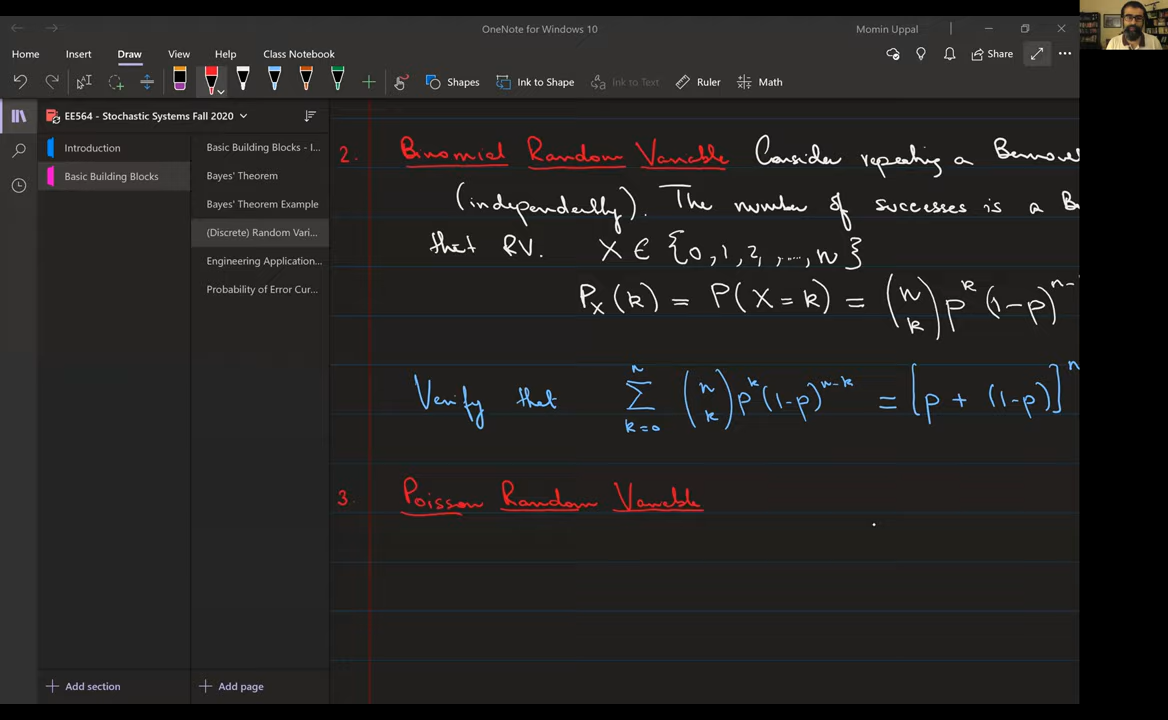 OneNote for Windows 10
Momin Uppal
Home Insert Draw View Help Class Notebook
Share
Shapes Ink to Shape Ink to Text Ruler Math
EE564 - Stochastic Systems Fall 2020
Introduction
Basic Building Blocks
Basic Building Blocks - I...
Bayes' Theorem
Bayes' Theorem Example
(Discrete) Random Vari...
Engineering Application...
Probability of Error Cur...
Add section
Add page
2. Binomial Random Variable Consider repeating a
(independently). The number of successes is a
that RV. X ∈ {0, 1, 2, ...., n}
P_X(k) = P(X = k) = (n k) p^k (1-p)^n-
Verify that ∑_{k=0}^{n} (n k) p^k (1-p)^{n-k} = [p + (1-p)]^n
3. Poisson Random Variable